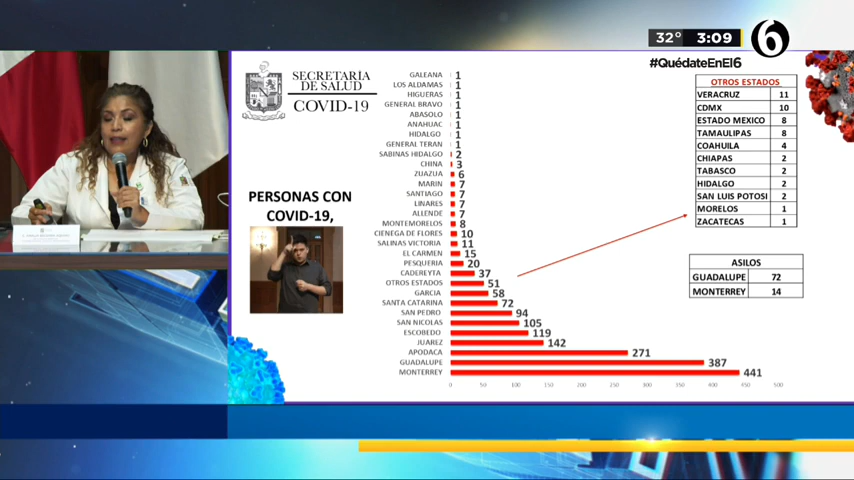 32° 3:09 6
#QuédateEnEl6
SECRETARÍA
DE SALUD
COVID-19
PERSONAS CON
COVID-19,
GALEANA 1
LOS ALDAMAS 1
HIGUERAS 1
GENERAL BRAVO 1
ABASOLO 1
ANAHUAC 1
HIDALGO 1
GENERAL TERAN 1
SABINAS HIDALGO 2
CHINA 3
ZUAZUA 6
MARIN 7
SANTIAGO 7
LINARES 7
ALLENDE 7
MONTEMORELOS 8
CIENEGA DE FLORES 10
SALINAS VICTORIA 11
EL CARMEN 15
PESQUERIA 20
CADEREYTA 37
OTROS ESTADOS 51
GARCIA 58
SANTA CATARINA 72
SAN PEDRO 94
SAN NICOLAS 105
ESCOBEDO 119
JUAREZ 142
APODACA 271
GUADALUPE 387
MONTERREY 441
0 50 100 150 200 250 300 350 400 450 500
OTROS ESTADOS
VERACRUZ 11
CDMX 10
ESTADO MEXICO 8
TAMAULIPAS 8
COAHUILA 4
CHIAPAS 2
TABASCO 2
HIDALGO 2
SAN LUIS POTOSI 2
MORELOS 1
ZACATECAS 1
ASILOS
GUADALUPE 72
MONTERREY 14